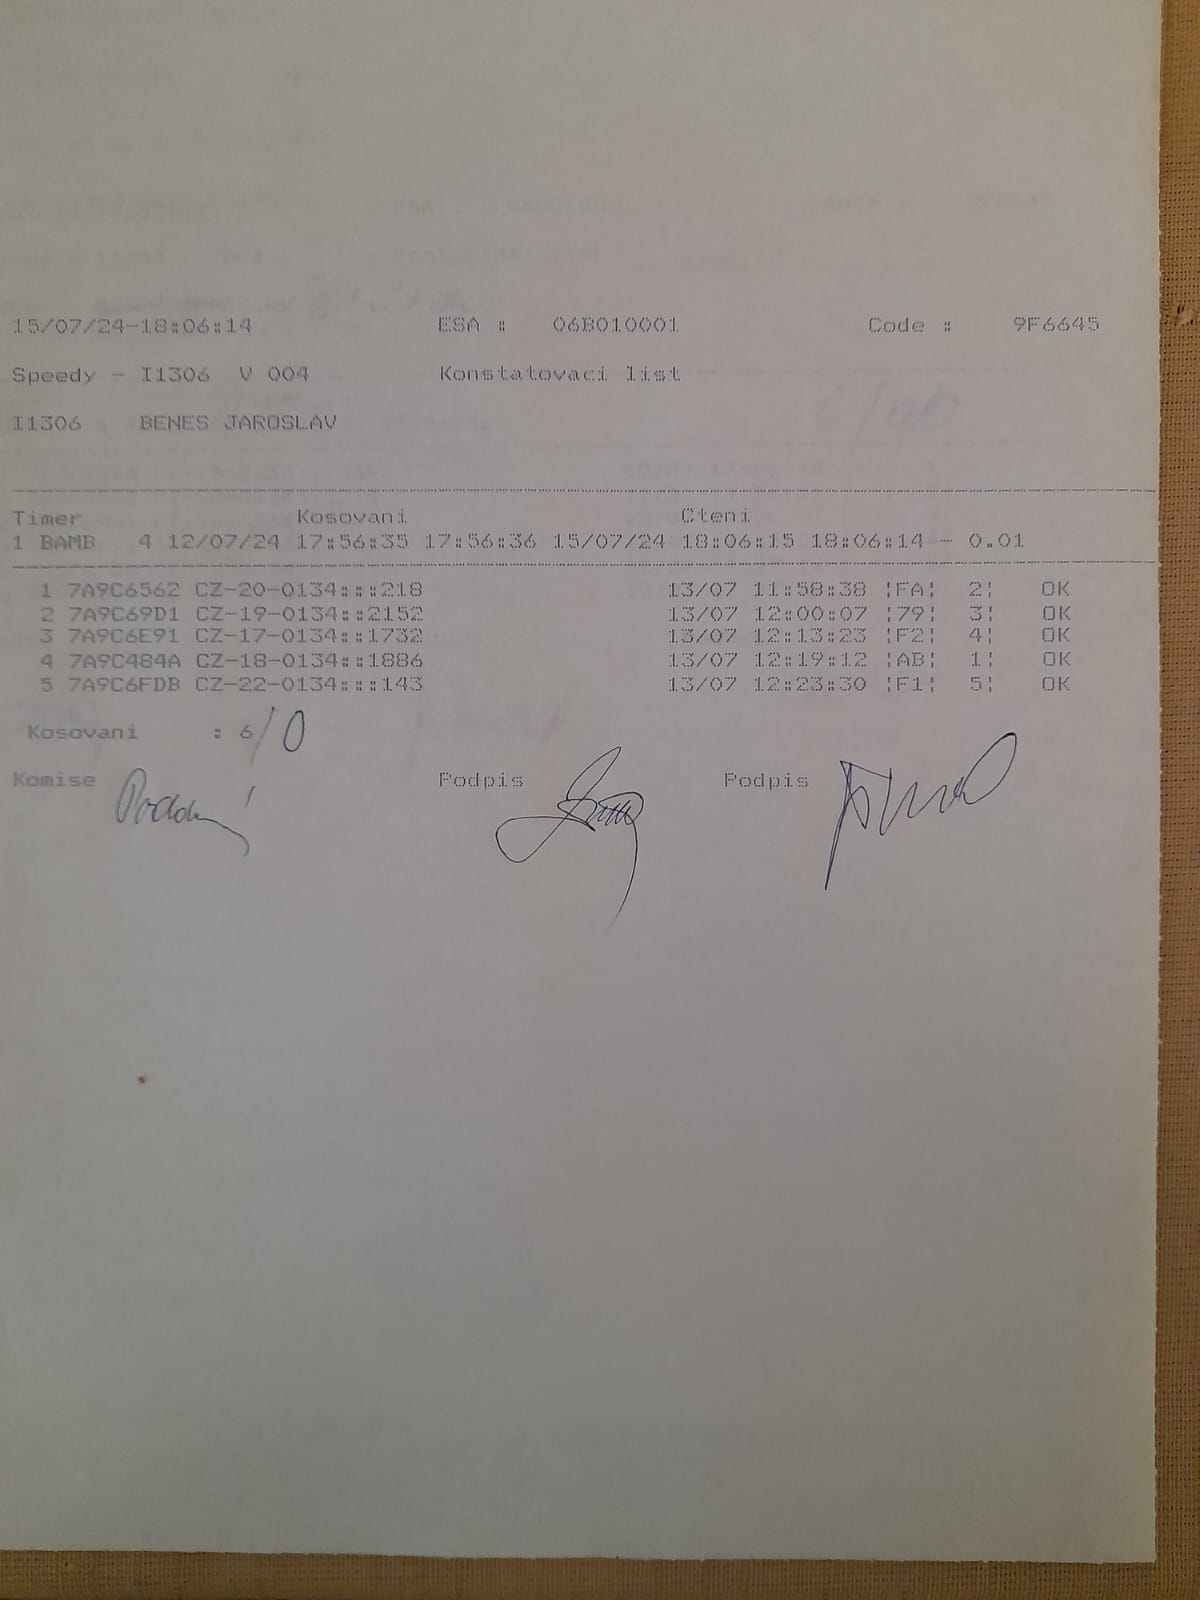 15/07/24-18:06:14 ESA : 06B010001 Code : 9F6645
Speedy - I1306 V 004 Konstatovaci list
I1306 BENES JAROSLAV
Timer Kosovani Cteni
1 BAMB 4 12/07/24 17:56:35 17:56:36 15/07/24 18:06:15 18:06:14 - 0.01
1 7A9C6562 CZ-20-0134:::218 13/07 11:58:38 ¦FA¦ 2¦ OK
2 7A9C69D1 CZ-19-0134::2152 13/07 12:00:07 ¦79¦ 3¦ OK
3 7A9C6E91 CZ-17-0134::1732 13/07 12:13:23 ¦F2¦ 4¦ OK
4 7A9C484A CZ-18-0134::1886 13/07 12:19:12 ¦AB¦ 1¦ OK
5 7A9C6FDB CZ-22-0134:::143 13/07 12:23:30 ¦F1¦ 5¦ OK
Kosovani : 6/0
Komise Podpis Podpis